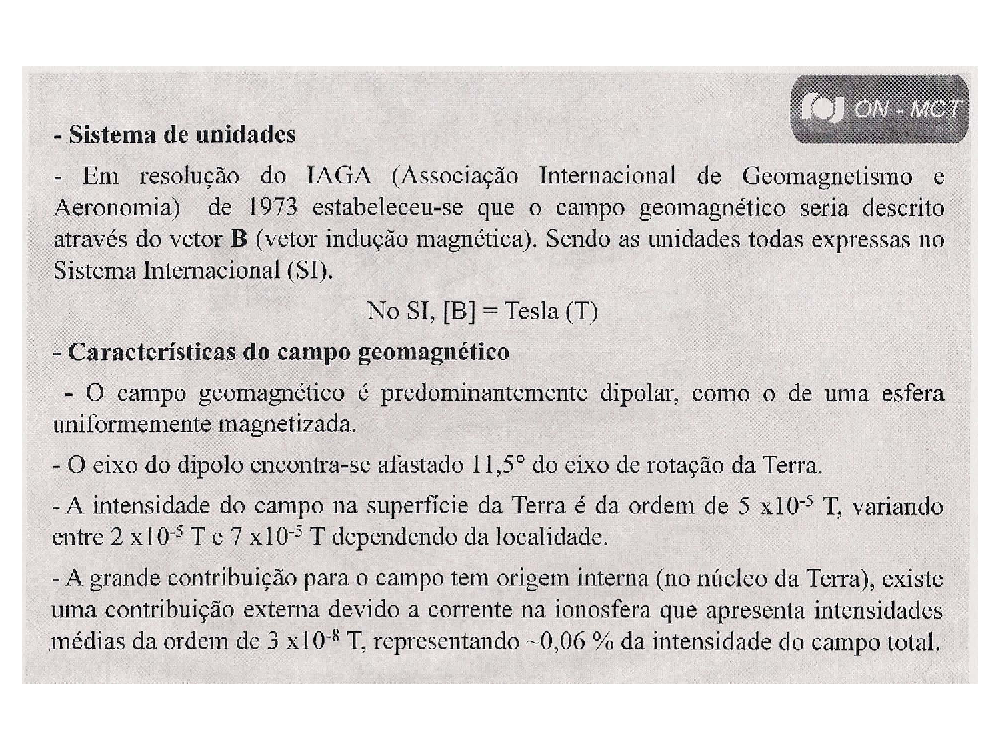 ON - MCT
- Sistema de unidades
- Em resolução do IAGA (Associação Internacional de Geomagnetismo e
Aeronomia) de 1973 estabeleceu-se que o campo geomagnético seria descrito
através do vetor B (vetor indução magnética). Sendo as unidades todas expressas no
Sistema Internacional (SI).
No SI, [B] = Tesla (T)
- Características do campo geomagnético
- O campo geomagnético é predominantemente dipolar, como o de uma esfera
uniformemente magnetizada.
- O eixo do dipolo encontra-se afastado 11,5° do eixo de rotação da Terra.
- A intensidade do campo na superfície da Terra é da ordem de 5 x10⁻⁵ T, variando
entre 2 x10⁻⁵ T e 7 x10⁻⁵ T dependendo da localidade.
- A grande contribuição para o campo tem origem interna (no núcleo da Terra), existe
uma contribuição externa devido a corrente na ionosfera que apresenta intensidades
médias da ordem de 3 x10⁻⁸ T, representando ~0,06 % da intensidade do campo total.